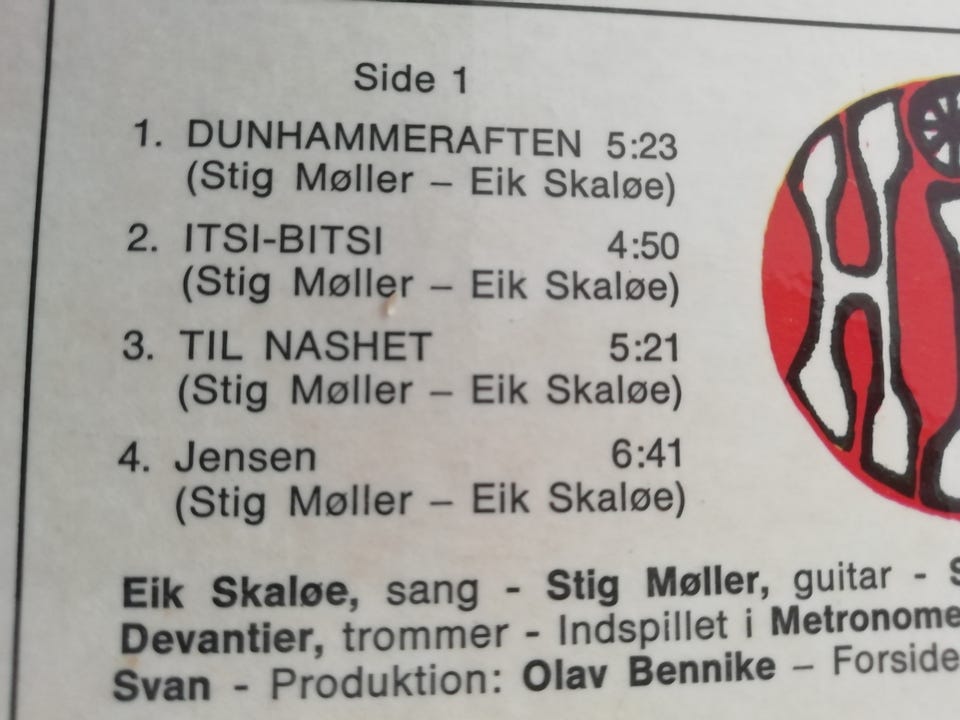 Side 1
1. DUNHAMMERAFTEN 5:23
(Stig Møller – Eik Skaløe)
2. ITSI-BITSI 4:50
(Stig Møller – Eik Skaløe)
3. TIL NASHET 5:21
(Stig Møller – Eik Skaløe)
4. Jensen 6:41
(Stig Møller – Eik Skaløe)
Eik Skaløe, sang - Stig Møller, guitar - S
Devantier, trommer - Indspillet i Metronome
Svan - Produktion: Olav Bennike – Forside